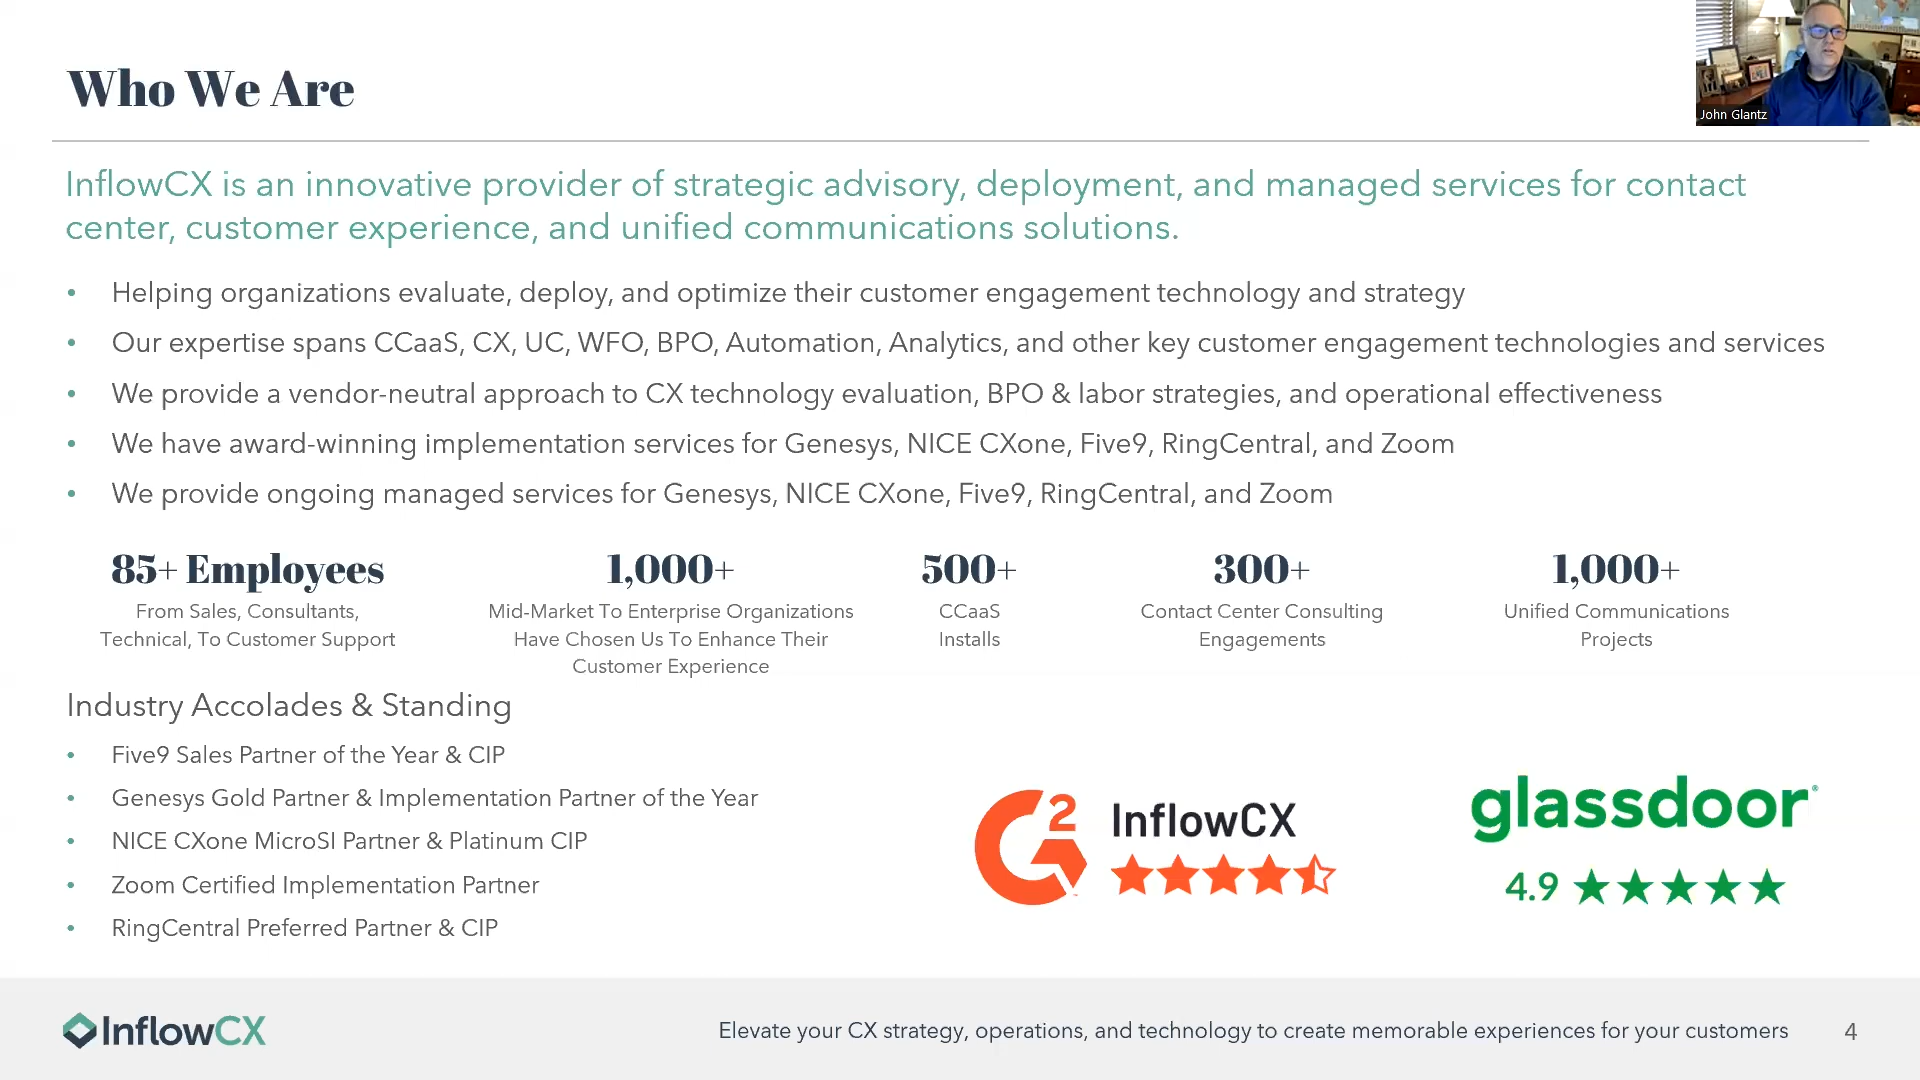 Who We Are
John Glantz
InflowCX is an innovative provider of strategic advisory, deployment, and managed services for contact
center, customer experience, and unified communications solutions.
• Helping organizations evaluate, deploy, and optimize their customer engagement technology and strategy
• Our expertise spans CCaaS, CX, UC, WFO, BPO, Automation, Analytics, and other key customer engagement technologies and services
• We provide a vendor-neutral approach to CX technology evaluation, BPO & labor strategies, and operational effectiveness
• We have award-winning implementation services for Genesys, NICE CXone, Five9, RingCentral, and Zoom
• We provide ongoing managed services for Genesys, NICE CXone, Five9, RingCentral, and Zoom
85+ Employees
From Sales, Consultants,
Technical, To Customer Support
1,000+
Mid-Market To Enterprise Organizations
Have Chosen Us To Enhance Their
Customer Experience
500+
CCaaS
Installs
300+
Contact Center Consulting
Engagements
1,000+
Unified Communications
Projects
Industry Accolades & Standing
• Five9 Sales Partner of the Year & CIP
• Genesys Gold Partner & Implementation Partner of the Year
• NICE CXone MicroSI Partner & Platinum CIP
• Zoom Certified Implementation Partner
• RingCentral Preferred Partner & CIP
G2
InflowCX
glassdoor
4.9
InflowCX
Elevate your CX strategy, operations, and technology to create memorable experiences for your customers
4